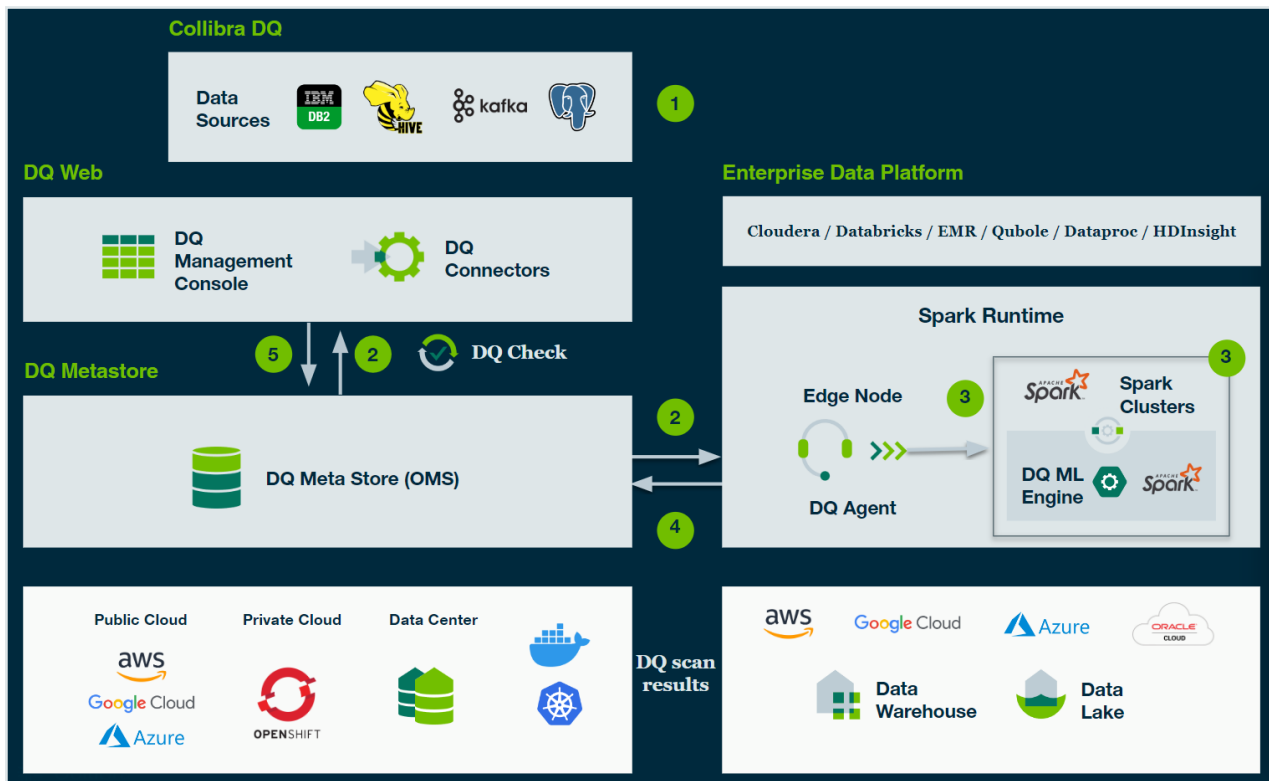 Collibra DQ
Data
Sources
IBM
DB2
HIVE
kafka
1
DQ Web
DQ
Management
Console
DQ
Connectors
5
2
DQ Check
DQ Metastore
DQ Meta Store (OMS)
2
4
Enterprise Data Platform
Cloudera / Databricks / EMR / Qubole / Dataproc / HDInsight
Spark Runtime
Edge Node
DQ Agent
3
3
APACHE
Spark
Spark
Clusters
DQ ML
Engine
APACHE
Spark
Public Cloud
aws
Google Cloud
Azure
Private Cloud
OPENSHIFT
Data Center
DQ scan
results
aws
Google Cloud
Azure
ORACLE
CLOUD
Data
Warehouse
Data
Lake